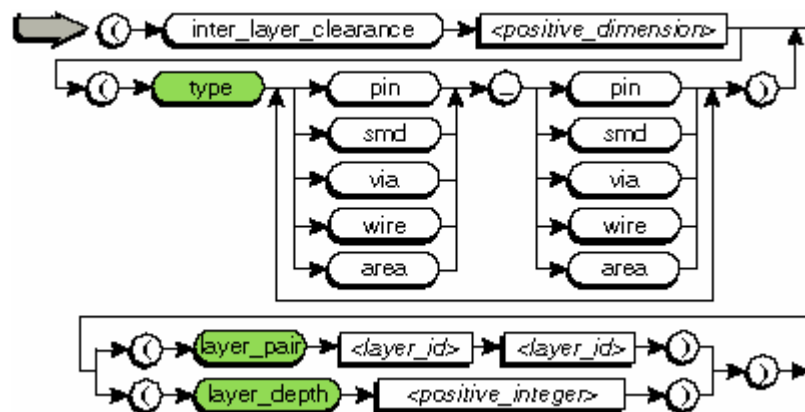 ( inter_layer_clearance <positive_dimension>
( type pin _ pin )
smd smd
via via
wire wire
area area
( layer_pair <layer_id> <layer_id> ) )
( layer_depth <positive_integer> )